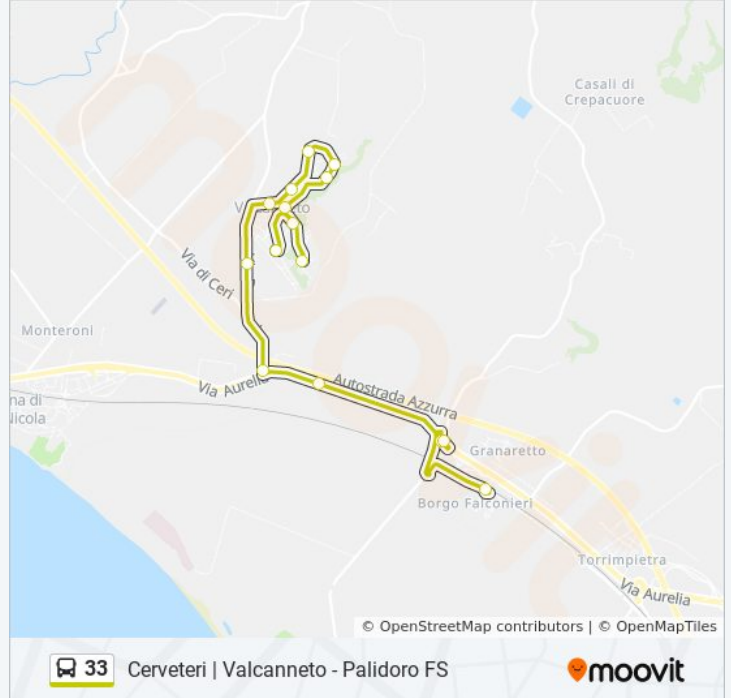 Casali di
Crepacuore
Via di Ceri
Monteroni
Via Aurelia
Autostrada Azzurra
na di
Nicola
Granaretto
Borgo Falconieri
Torrimpietra
Via Aurelia
© OpenStreetMap contributors | © OpenMapTiles
33 Cerveteri | Valcanneto - Palidoro FS
moovit